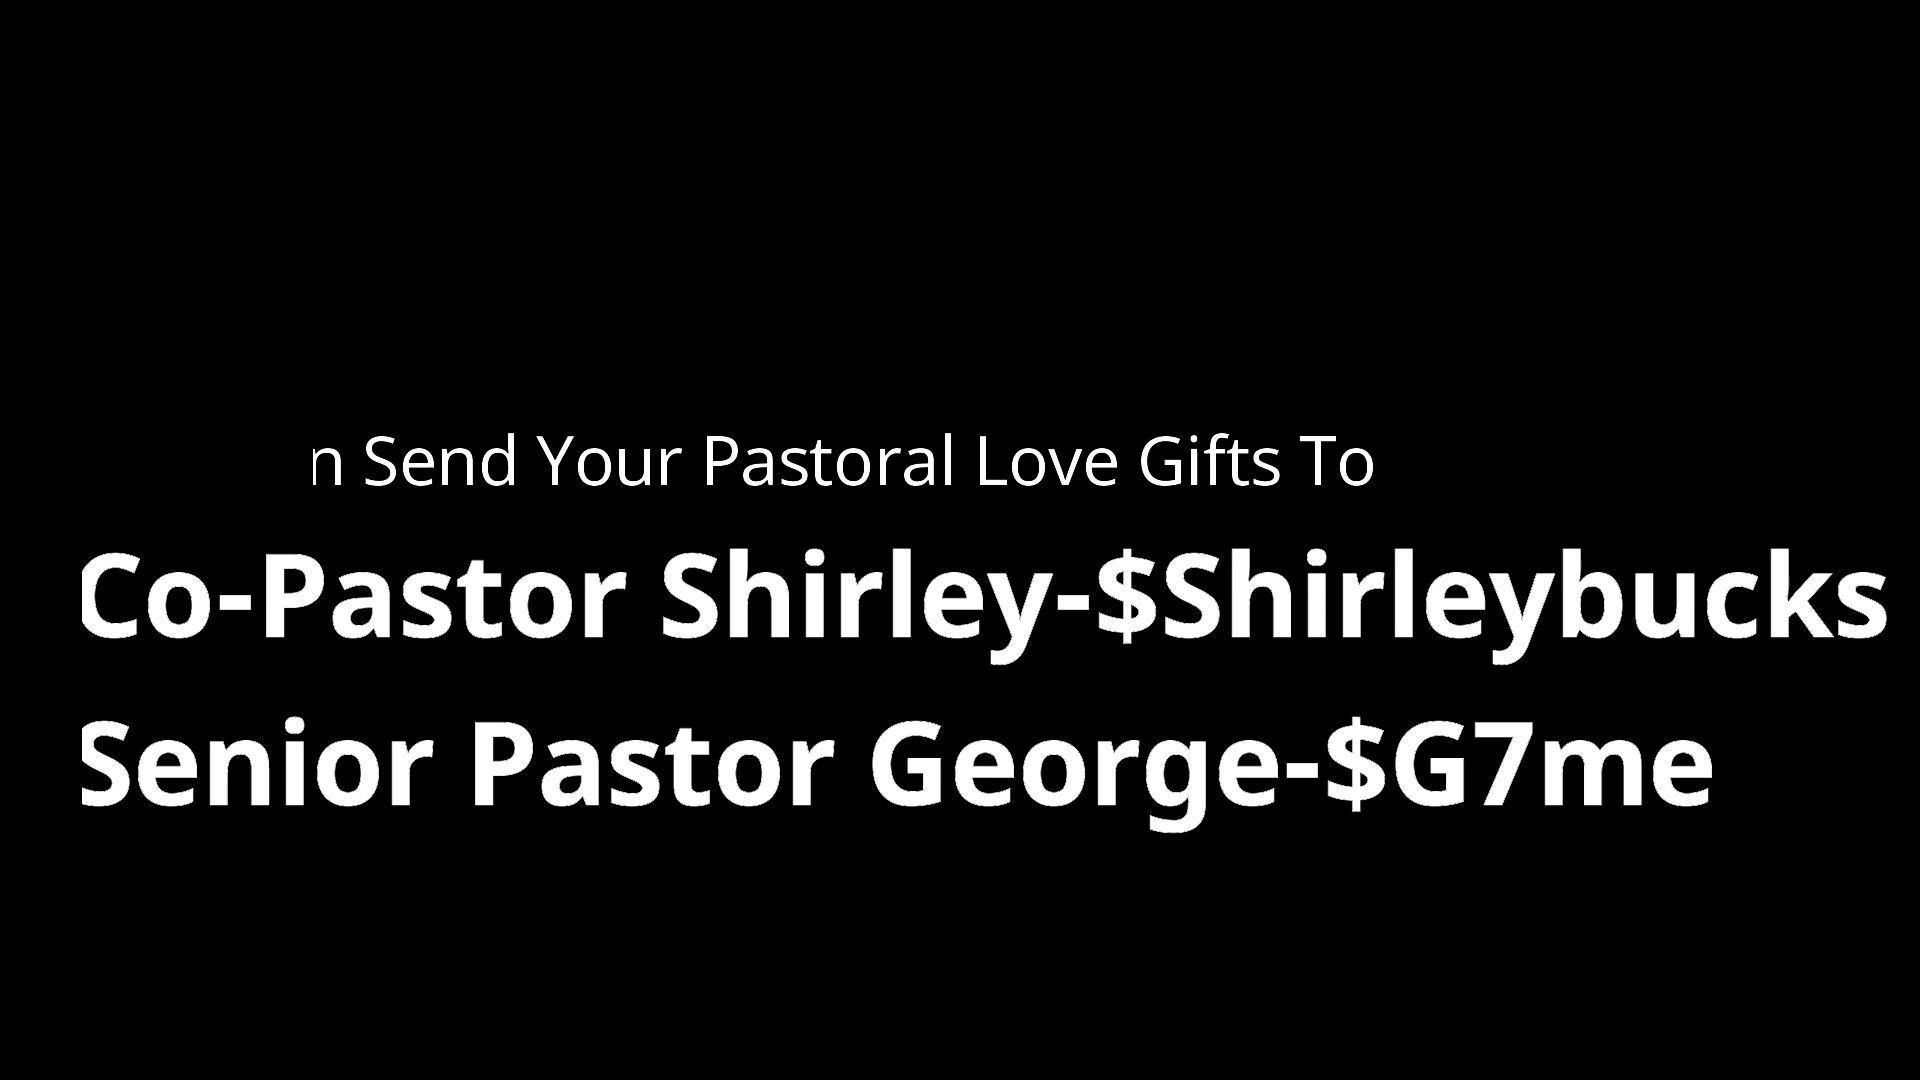 n Send Your Pastoral Love Gifts To
Co-Pastor Shirley-$Shirleybucks
Senior Pastor George-$G7me